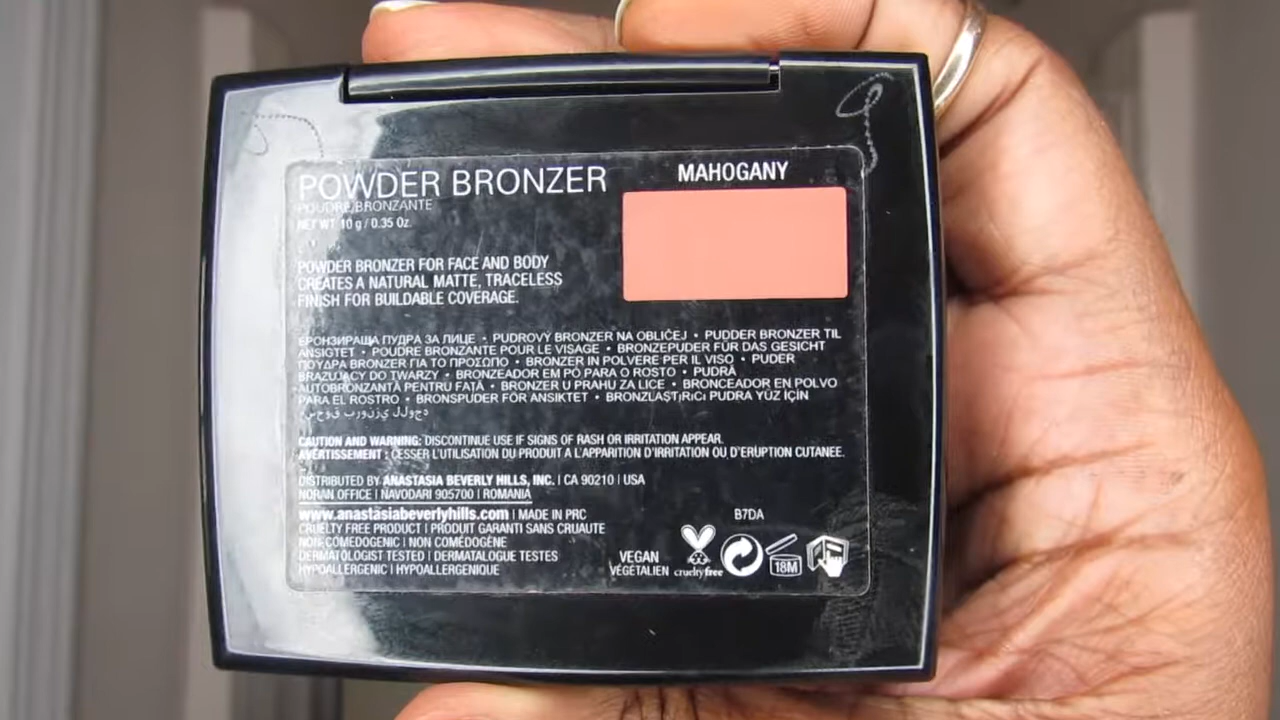 POWDER BRONZER
POUDRE BRONZANTE
NET WT. 10 g / 0.35 Oz.
MAHOGANY
POWDER BRONZER FOR FACE AND BODY
CREATES A NATURAL MATTE, TRACELESS
FINISH FOR BUILDABLE COVERAGE.
БРОНЗИРАЩА ПУДРА ЗА ЛИЦЕ • PUDROVÝ BRONZER NA OBLIČEJ • PUDDER BRONZER TIL
ANSIGTET • POUDRE BRONZANTE POUR LE VISAGE • BRONZEPUDER FÜR DAS GESICHT
ΠΟΥΔΡΑ BRONZER ΓΙΑ ΤΟ ΠΡΟΣΩΠΟ • BRONZER IN POLVERE PER IL VISO • PUDER
BRĄZUJĄCY DO TWARZY • BRONZEADOR EM PÓ PARA O ROSTO • PUDRĂ
AUTOBRONZANTĂ PENTRU FAȚĂ • BRONZER U PRAHU ZA LICE • BRONCEADOR EN POLVO
PARA EL ROSTRO • BRONSPUDER FÖR ANSIKTET • BRONZLAŞTıRıCı PUDRA YÜZ İÇİN
CAUTION AND WARNING: DISCONTINUE USE IF SIGNS OF RASH OR IRRITATION APPEAR.
AVERTISSEMENT : CESSER L'UTILISATION DU PRODUIT A L'APPARITION D'IRRITATION OU D'ERUPTION CUTANEE.
DISTRIBUTED BY ANASTASIA BEVERLY HILLS, INC. | CA 90210 | USA
NORAN OFFICE | NAVODARI 905700 | ROMANIA
www.anastasiabeverlyhills.com | MADE IN PRC
CRUELTY FREE PRODUCT | PRODUIT GARANTI SANS CRUAUTE
NON-COMEDOGENIC | NON COMÉDOGÈNE
DERMATOLOGIST TESTED | DERMATALOGUE TESTES
HYPOALLERGENIC | HYPOALLERGENIQUE
B7DA
VEGAN
VÉGÉTALIEN
crueltyfree
18M